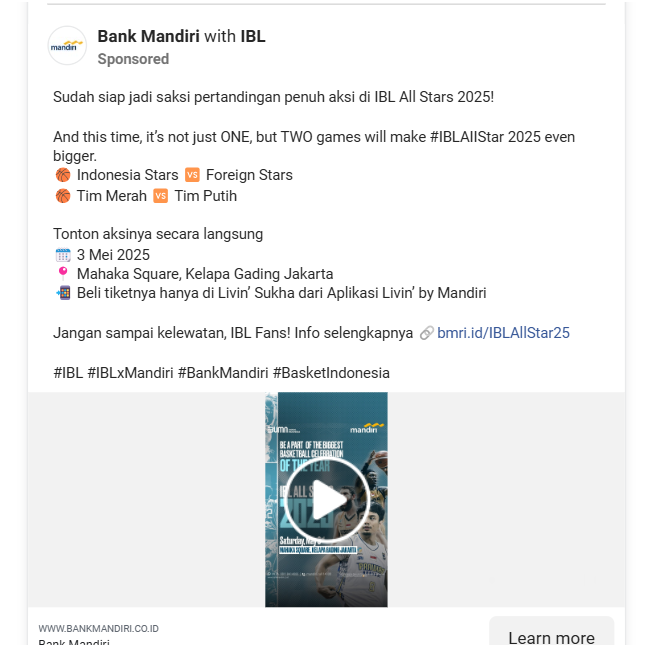 mandiri
Bank Mandiri with IBL
Sponsored
Sudah siap jadi saksi pertandingan penuh aksi di IBL All Stars 2025!
And this time, it's not just ONE, but TWO games will make #IBLAllStar 2025 even
bigger.
🏀 Indonesia Stars 🆚 Foreign Stars
🏀 Tim Merah 🆚 Tim Putih
Tonton aksinya secara langsung
🗓️ 3 Mei 2025
📍 Mahaka Square, Kelapa Gading Jakarta
📲 Beli tiketnya hanya di Livin' Sukha dari Aplikasi Livin' by Mandiri
Jangan sampai kelewatan, IBL Fans! Info selengkapnya 🔗 bmri.id/IBLAllStar25
#IBL #IBLxMandiri #BankMandiri #BasketIndonesia
mandiri
BE A PART OF THE BIGGEST
BASKETBALL CELEBRATION
OF THE YEAR
IBL ALL
2025
Saturday,
MAHAKA SQUARE, KELAPA GADING JAKARTA
WWW.BANKMANDIRI.CO.ID
Bank Mandiri
Learn more